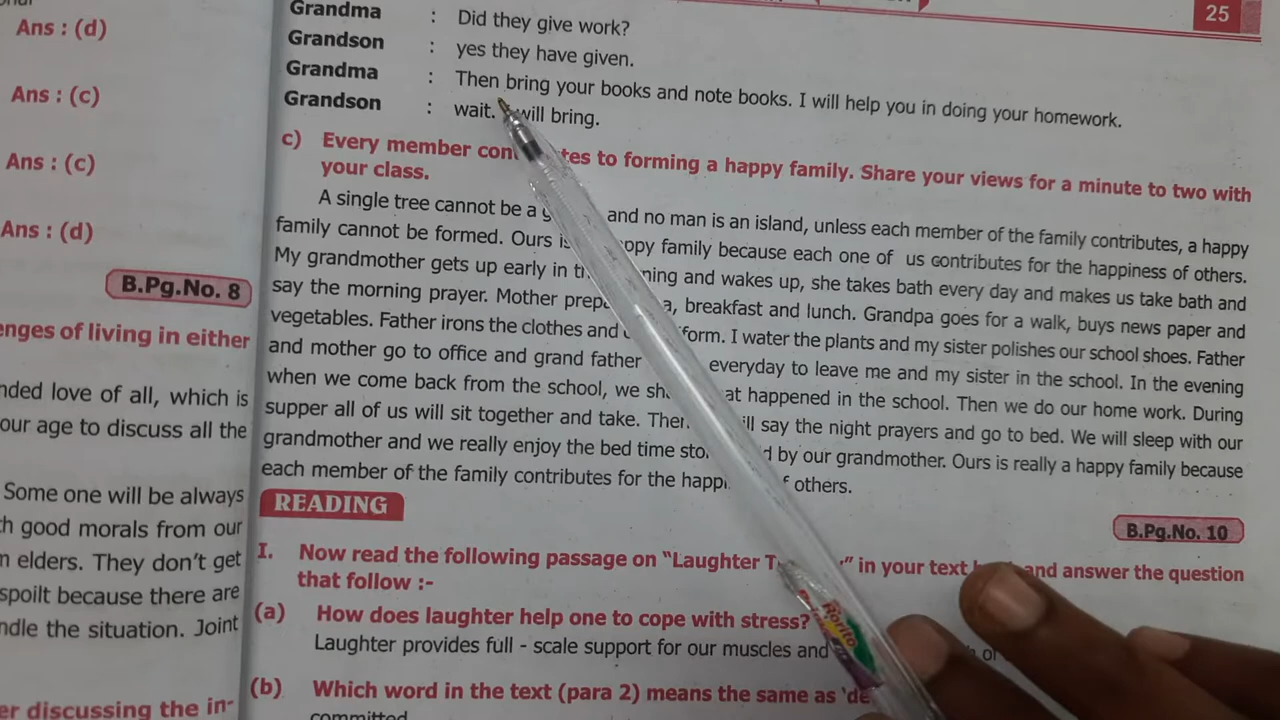 25
Ans : (d)
Ans : (c)
Ans : (c)
Ans : (d)
B.Pg.No. 8
enges of living in either
nded love of all, which is
our age to discuss all the
Some one will be always
th good morals from our
elders. They don't get
spoilt because there are
ndle the situation. Joint
er discussing the in-
Grandma : Did they give work?
Grandson : yes they have given.
Grandma : Then bring your books and note books. I will help you in doing your homework.
Grandson : wait. will bring.
c) Every member con tes to forming a happy family. Share your views for a minute to two with
your class.
A single tree cannot be a g and no man is an island, unless each member of the family contributes, a happy
family cannot be formed. Ours is ppy family because each one of us contributes for the happiness of others.
My grandmother gets up early in th ning and wakes up, she takes bath every day and makes us take bath and
say the morning prayer. Mother prepa a, breakfast and lunch. Grandpa goes for a walk, buys news paper and
vegetables. Father irons the clothes and form. I water the plants and my sister polishes our school shoes. Father
and mother go to office and grand father everyday to leave me and my sister in the school. In the evening
when we come back from the school, we sha at happened in the school. Then we do our home work. During
supper all of us will sit together and take. Then ill say the night prayers and go to bed. We will sleep with our
grandmother and we really enjoy the bed time stor d by our grandmother. Ours is really a happy family because
each member of the family contributes for the happi f others.
READING
B.Pg.No. 10
I. Now read the following passage on "Laughter T " in your text b and answer the question
that follow :-
(a) How does laughter help one to cope with stress?
Laughter provides full - scale support for our muscles and of
(b) Which word in the text (para 2) means the same as 'de
committed
Rorito